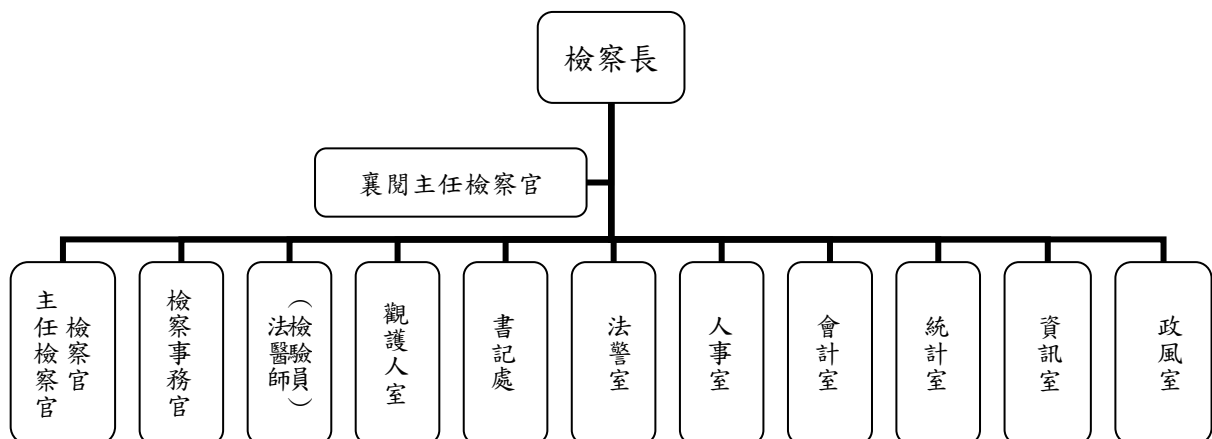 檢察長
襄閱主任檢察官
主任檢察官
檢察官
檢察事務官
法醫師
（檢驗員）
觀護人室
書記處
法警室
人事室
會計室
統計室
資訊室
政風室